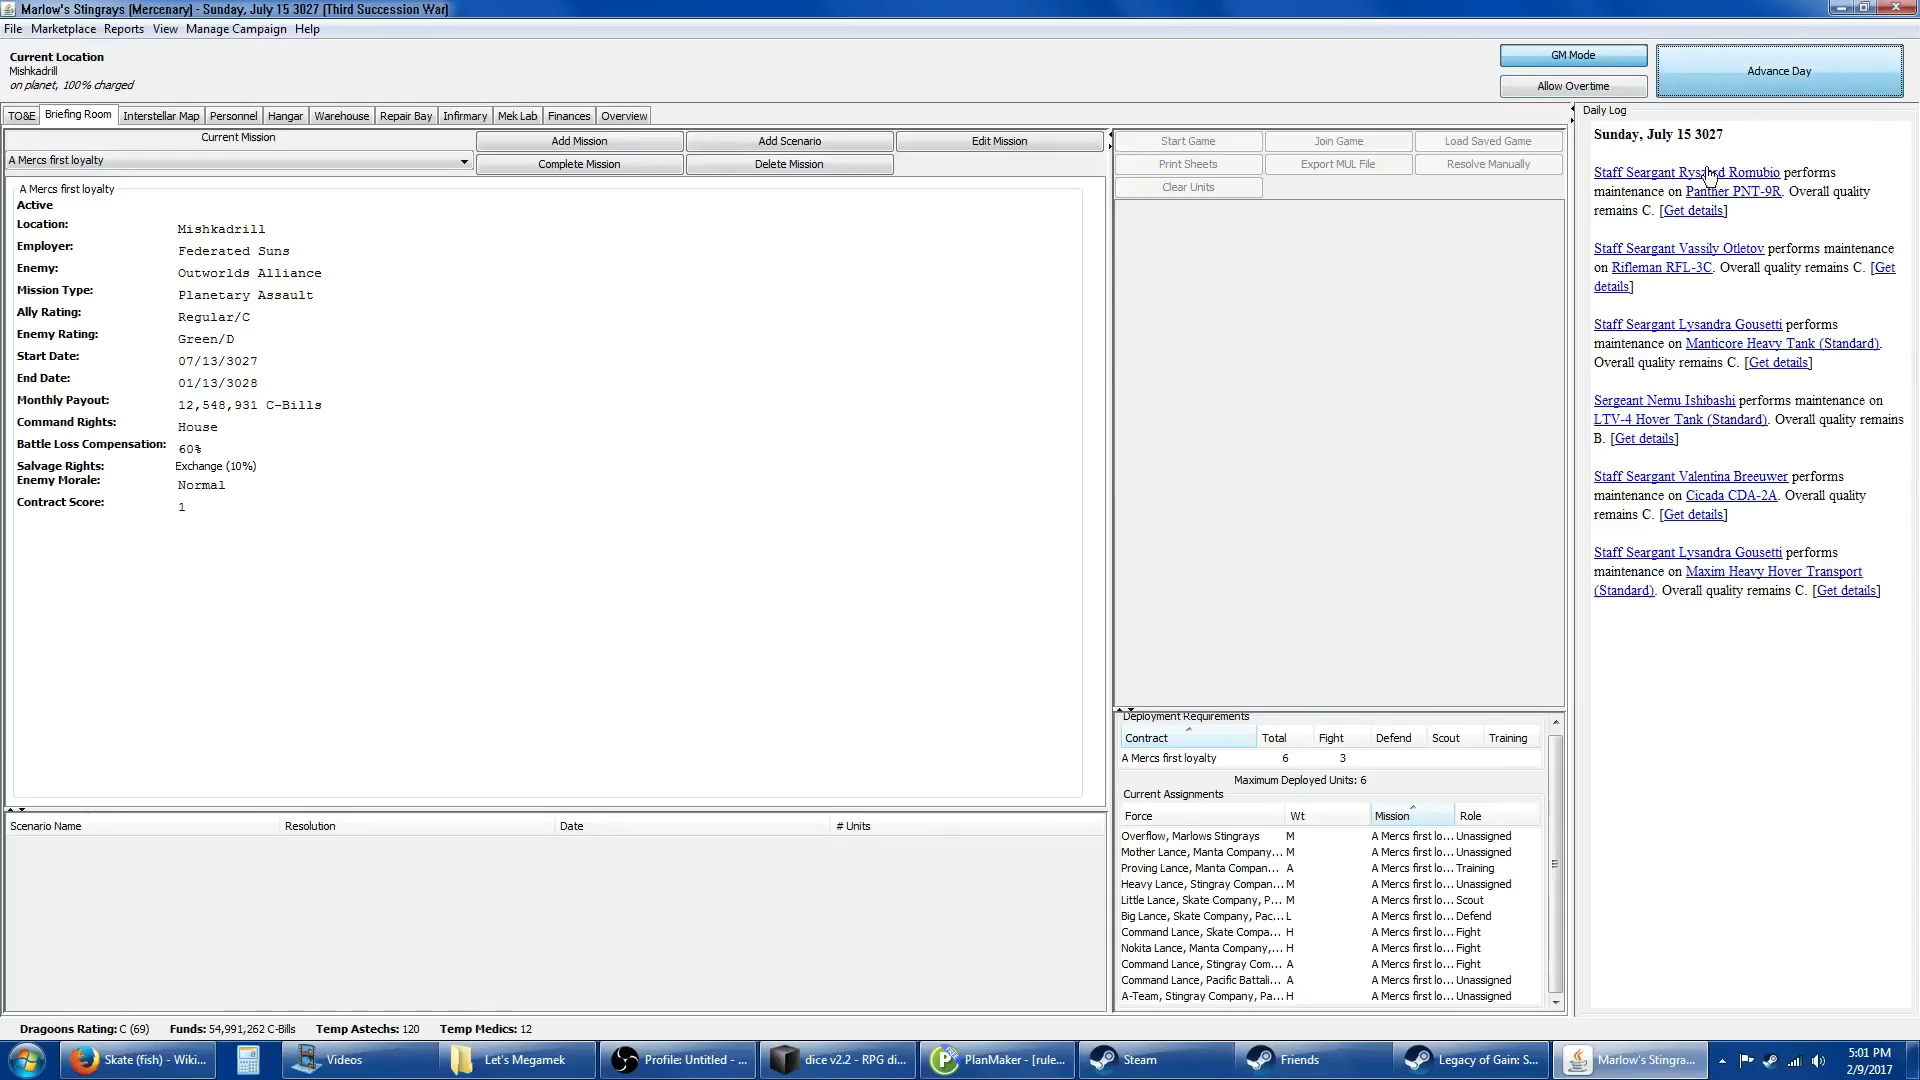 Marlow's Stingrays (Mercenary) - Sunday, July 15 3027 (Third Succession War)
File Marketplace Reports View Manage Campaign Help
Current Location
Mishkadrill
on planet, 100% charged
GM Mode
Allow Overtime
Advance Day
TO&E Briefing Room Interstellar Map Personnel Hangar Warehouse Repair Bay Infirmary Mek Lab Finances Overview
Current Mission
A Mercs first loyalty
Add Mission Add Scenario Edit Mission
Complete Mission Delete Mission
A Mercs first loyalty
Active
Location: Mishkadrill
Employer: Federated Suns
Enemy: Outworlds Alliance
Mission Type: Planetary Assault
Ally Rating: Regular/C
Enemy Rating: Green/D
Start Date: 07/13/3027
End Date: 01/13/3028
Monthly Payout: 12,548,931 C-Bills
Command Rights: House
Battle Loss Compensation: 60%
Salvage Rights: Exchange (10%)
Enemy Morale: Normal
Contract Score: 1
Scenario Name Resolution Date # Units
Start Game Join Game Load Saved Game
Print Sheets Export MUL File Resolve Manually
Clear Units
Deployment Requirements
Contract Total Fight Defend Scout Training
A Mercs first loyalty 6 3
Maximum Deployed Units: 6
Current Assignments
Force Wt Mission Role
Overflow, Marlows Stingrays M A Mercs first lo... Unassigned
Mother Lance, Manta Company... M A Mercs first lo... Unassigned
Proving Lance, Manta Compan... A A Mercs first lo... Training
Heavy Lance, Stingray Compan... M A Mercs first lo... Unassigned
Little Lance, Skate Company, P... M A Mercs first lo... Scout
Big Lance, Skate Company, Pac... L A Mercs first lo... Defend
Command Lance, Skate Compa... H A Mercs first lo... Fight
Nokita Lance, Manta Company,... H A Mercs first lo... Fight
Command Lance, Stingray Com... A A Mercs first lo... Fight
Command Lance, Pacific Battali... A A Mercs first lo... Unassigned
A-Team, Stingray Company, Pa... H A Mercs first lo... Unassigned
Daily Log
Sunday, July 15 3027
Staff Seargant Romubio performs
maintenance on Panther PNT-9R. Overall quality
remains C. [Get details]
Staff Seargant Vassily Otletov performs maintenance
on Rifleman RFL-3C. Overall quality remains C. [Get
details]
Staff Seargant Lysandra Gousetti performs
maintenance on Manticore Heavy Tank (Standard).
Overall quality remains C. [Get details]
Sergeant Nemu Ishibashi performs maintenance on
LTV-4 Hover Tank (Standard). Overall quality remains
B. [Get details]
Staff Seargant Valentina Breeuwer performs
maintenance on Cicada CDA-2A. Overall quality
remains C. [Get details]
Staff Seargant Lysandra Gousetti performs
maintenance on Maxim Heavy Hover Transport
(Standard). Overall quality remains C. [Get details]
Dragoons Rating: C (69) Funds: 54,991,262 C-Bills Temp Astechs: 120 Temp Medics: 12
Skate (fish) - Wiki... Videos Let's Megamek Profile: Untitled - ... dice v2.2 - RPG di... PlanMaker - [rule... Steam Friends Legacy of Gain: S... Marlow's Stingra...
5:01 PM
2/9/2017